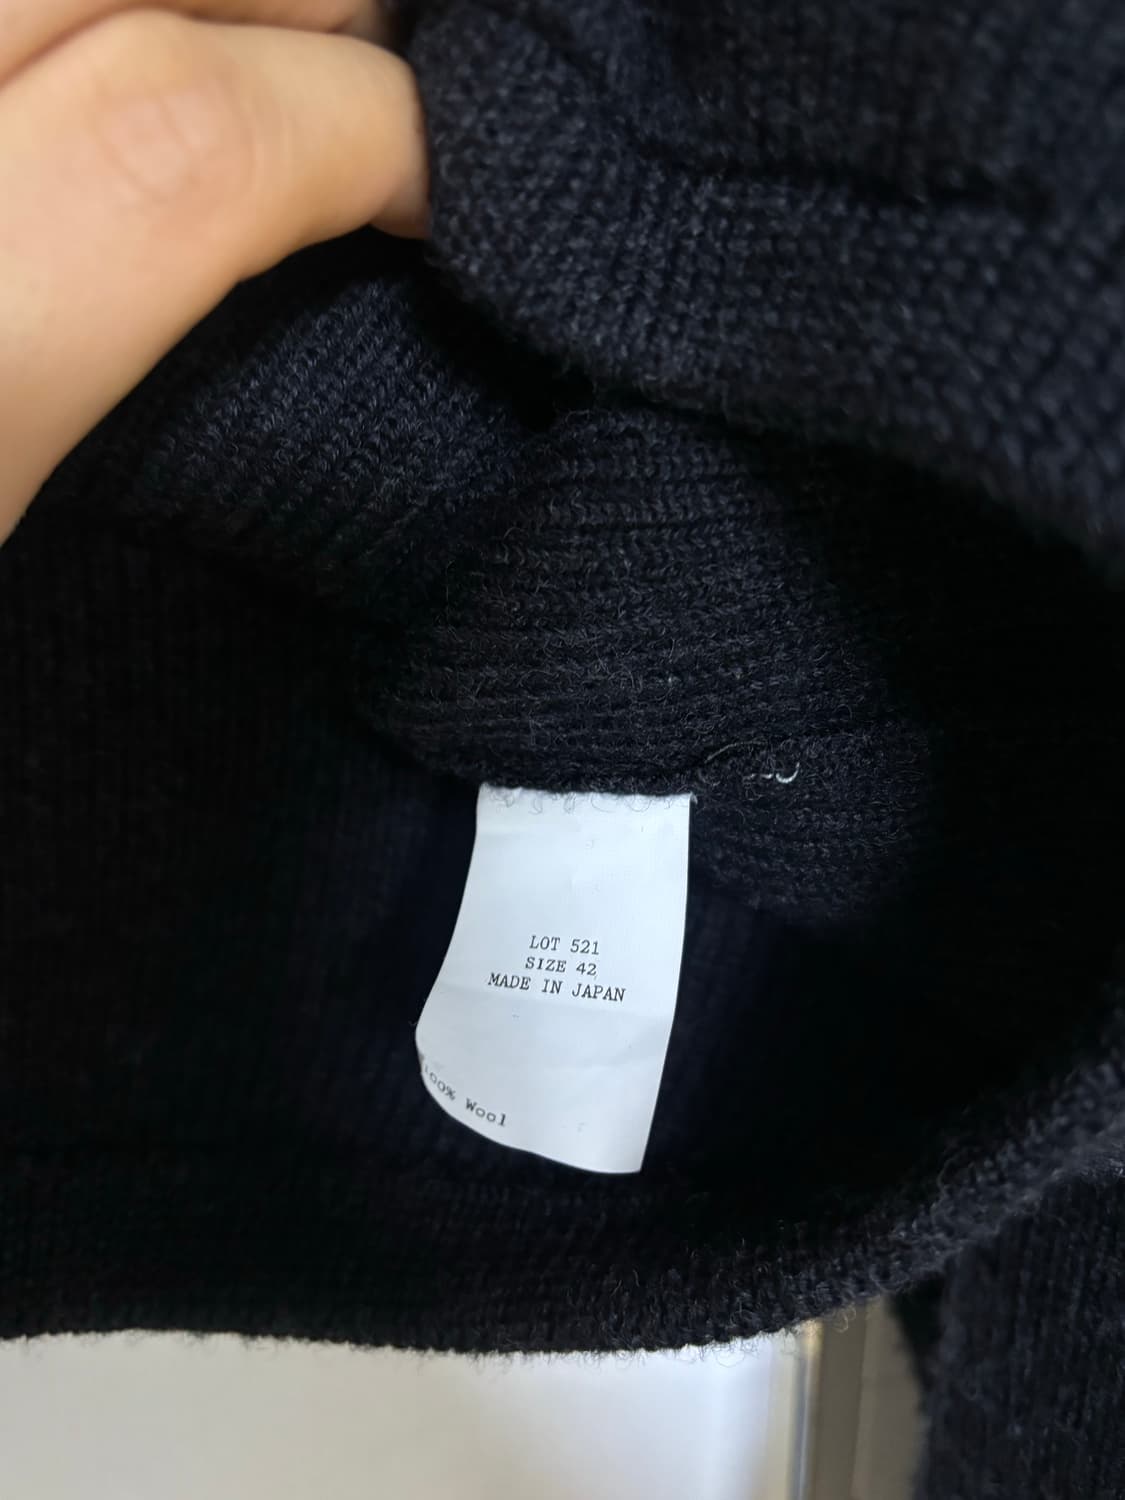 LOT 521
SIZE 42
MADE IN JAPAN
100% Wool